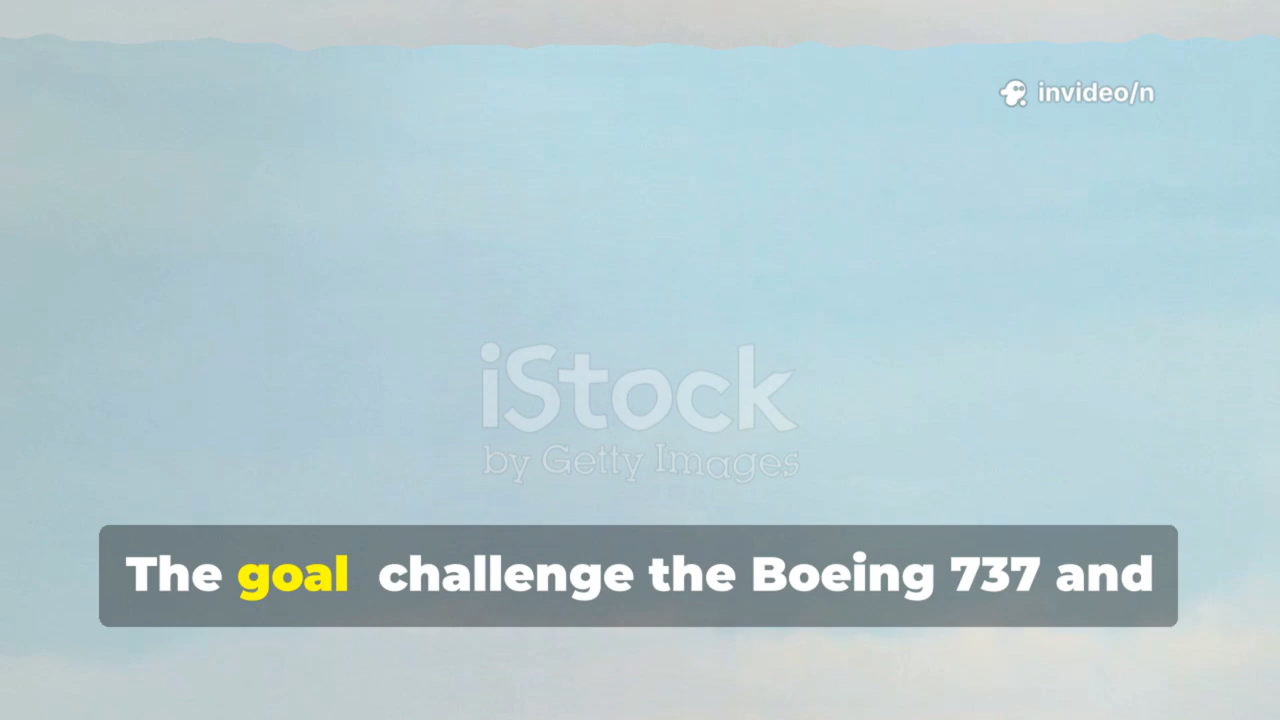 invideo/n
iStock
by Getty Images
The goal challenge the Boeing 737 and